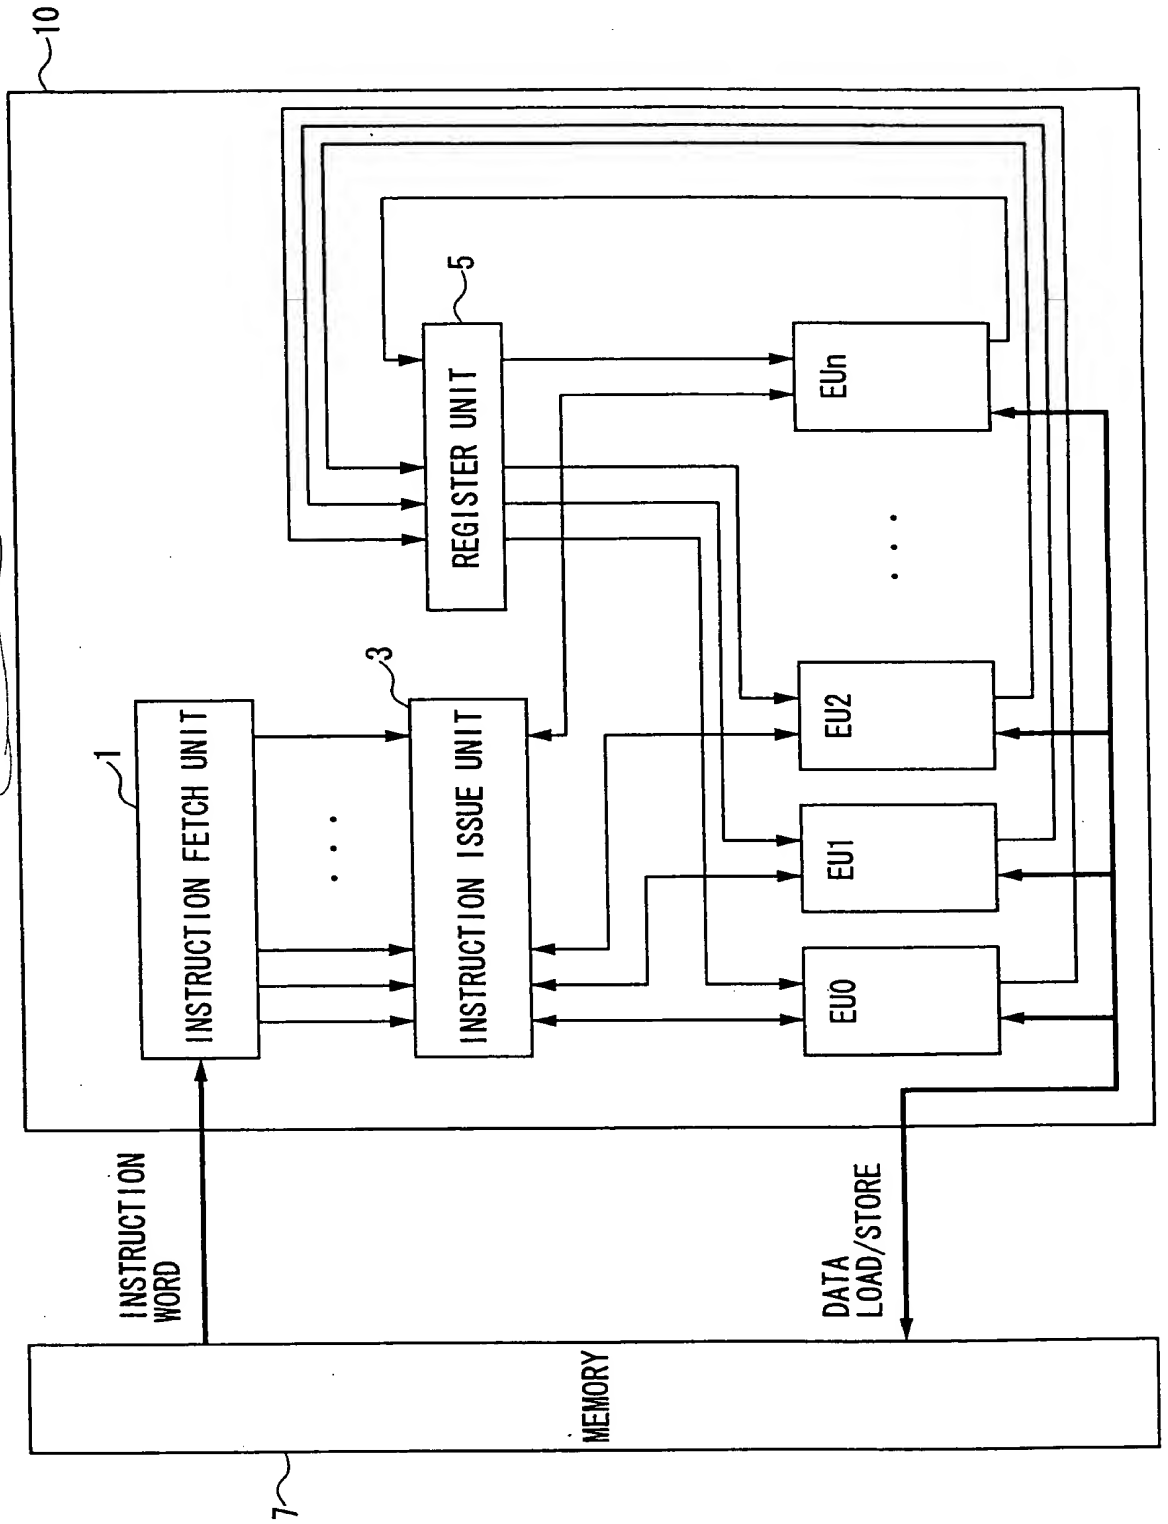 10
1
INSTRUCTION FETCH UNIT
3
INSTRUCTION ISSUE UNIT
5
REGISTER UNIT
EU0
EU1
EU2
EUn
INSTRUCTION
WORD
DATA
LOAD/STORE
MEMORY
7